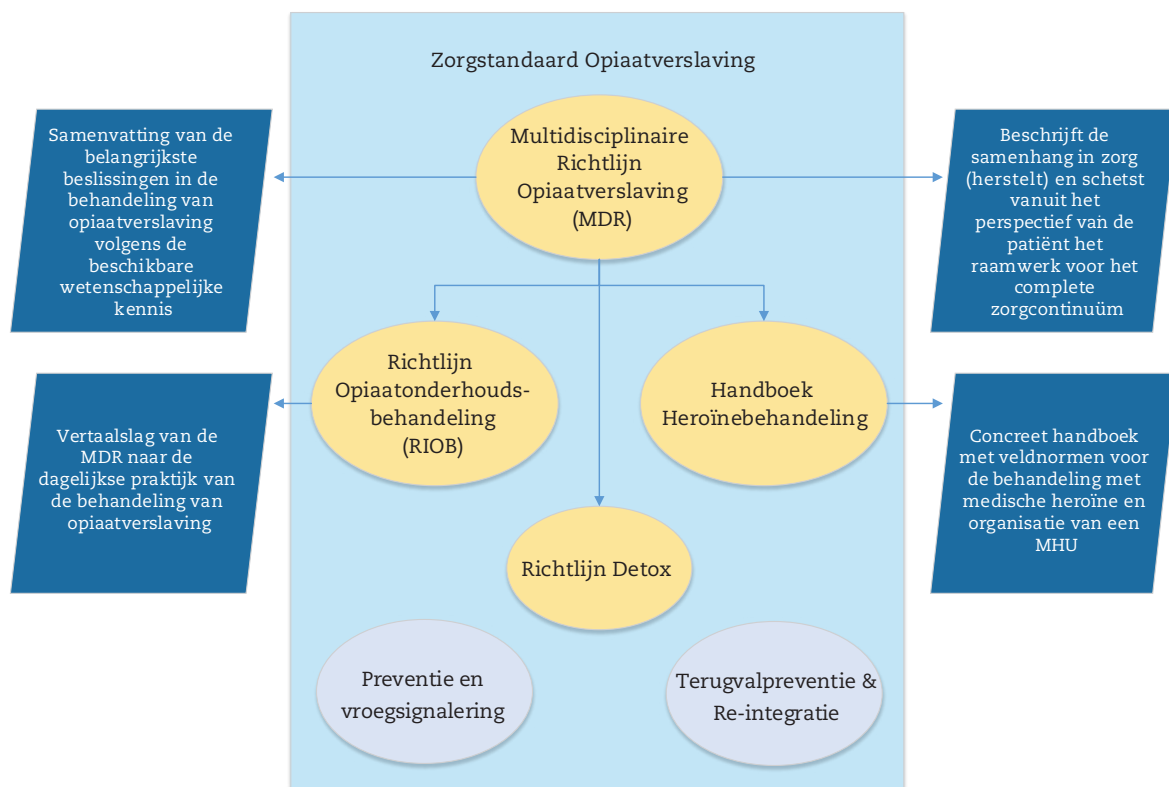 Zorgstandaard Opiaatverslaving
Multidisciplinaire
Richtlijn
Opiaatverslaving
(MDR)
Samenvatting van de
belangrijkste
beslissingen in de
behandeling van
opiaatverslaving
volgens de
beschikbare
wetenschappelijke
kennis
Beschrijft de
samenhang in zorg
(herstelt) en schetst
vanuit het
perspectief van de
patiënt het
raamwerk voor het
complete
zorgcontinuüm
Richtlijn
Opiaatonderhouds-
behandeling
(RIOB)
Handboek
Heroïnebehandeling
Vertaalslag van de
MDR naar de
dagelijkse praktijk van
de behandeling van
opiaatverslaving
Concreet handboek
met veldnormen voor
de behandeling met
medische heroïne en
organisatie van een
MHU
Richtlijn Detox
Preventie en
vroegsignalering
Terugvalpreventie &
Re-integratie